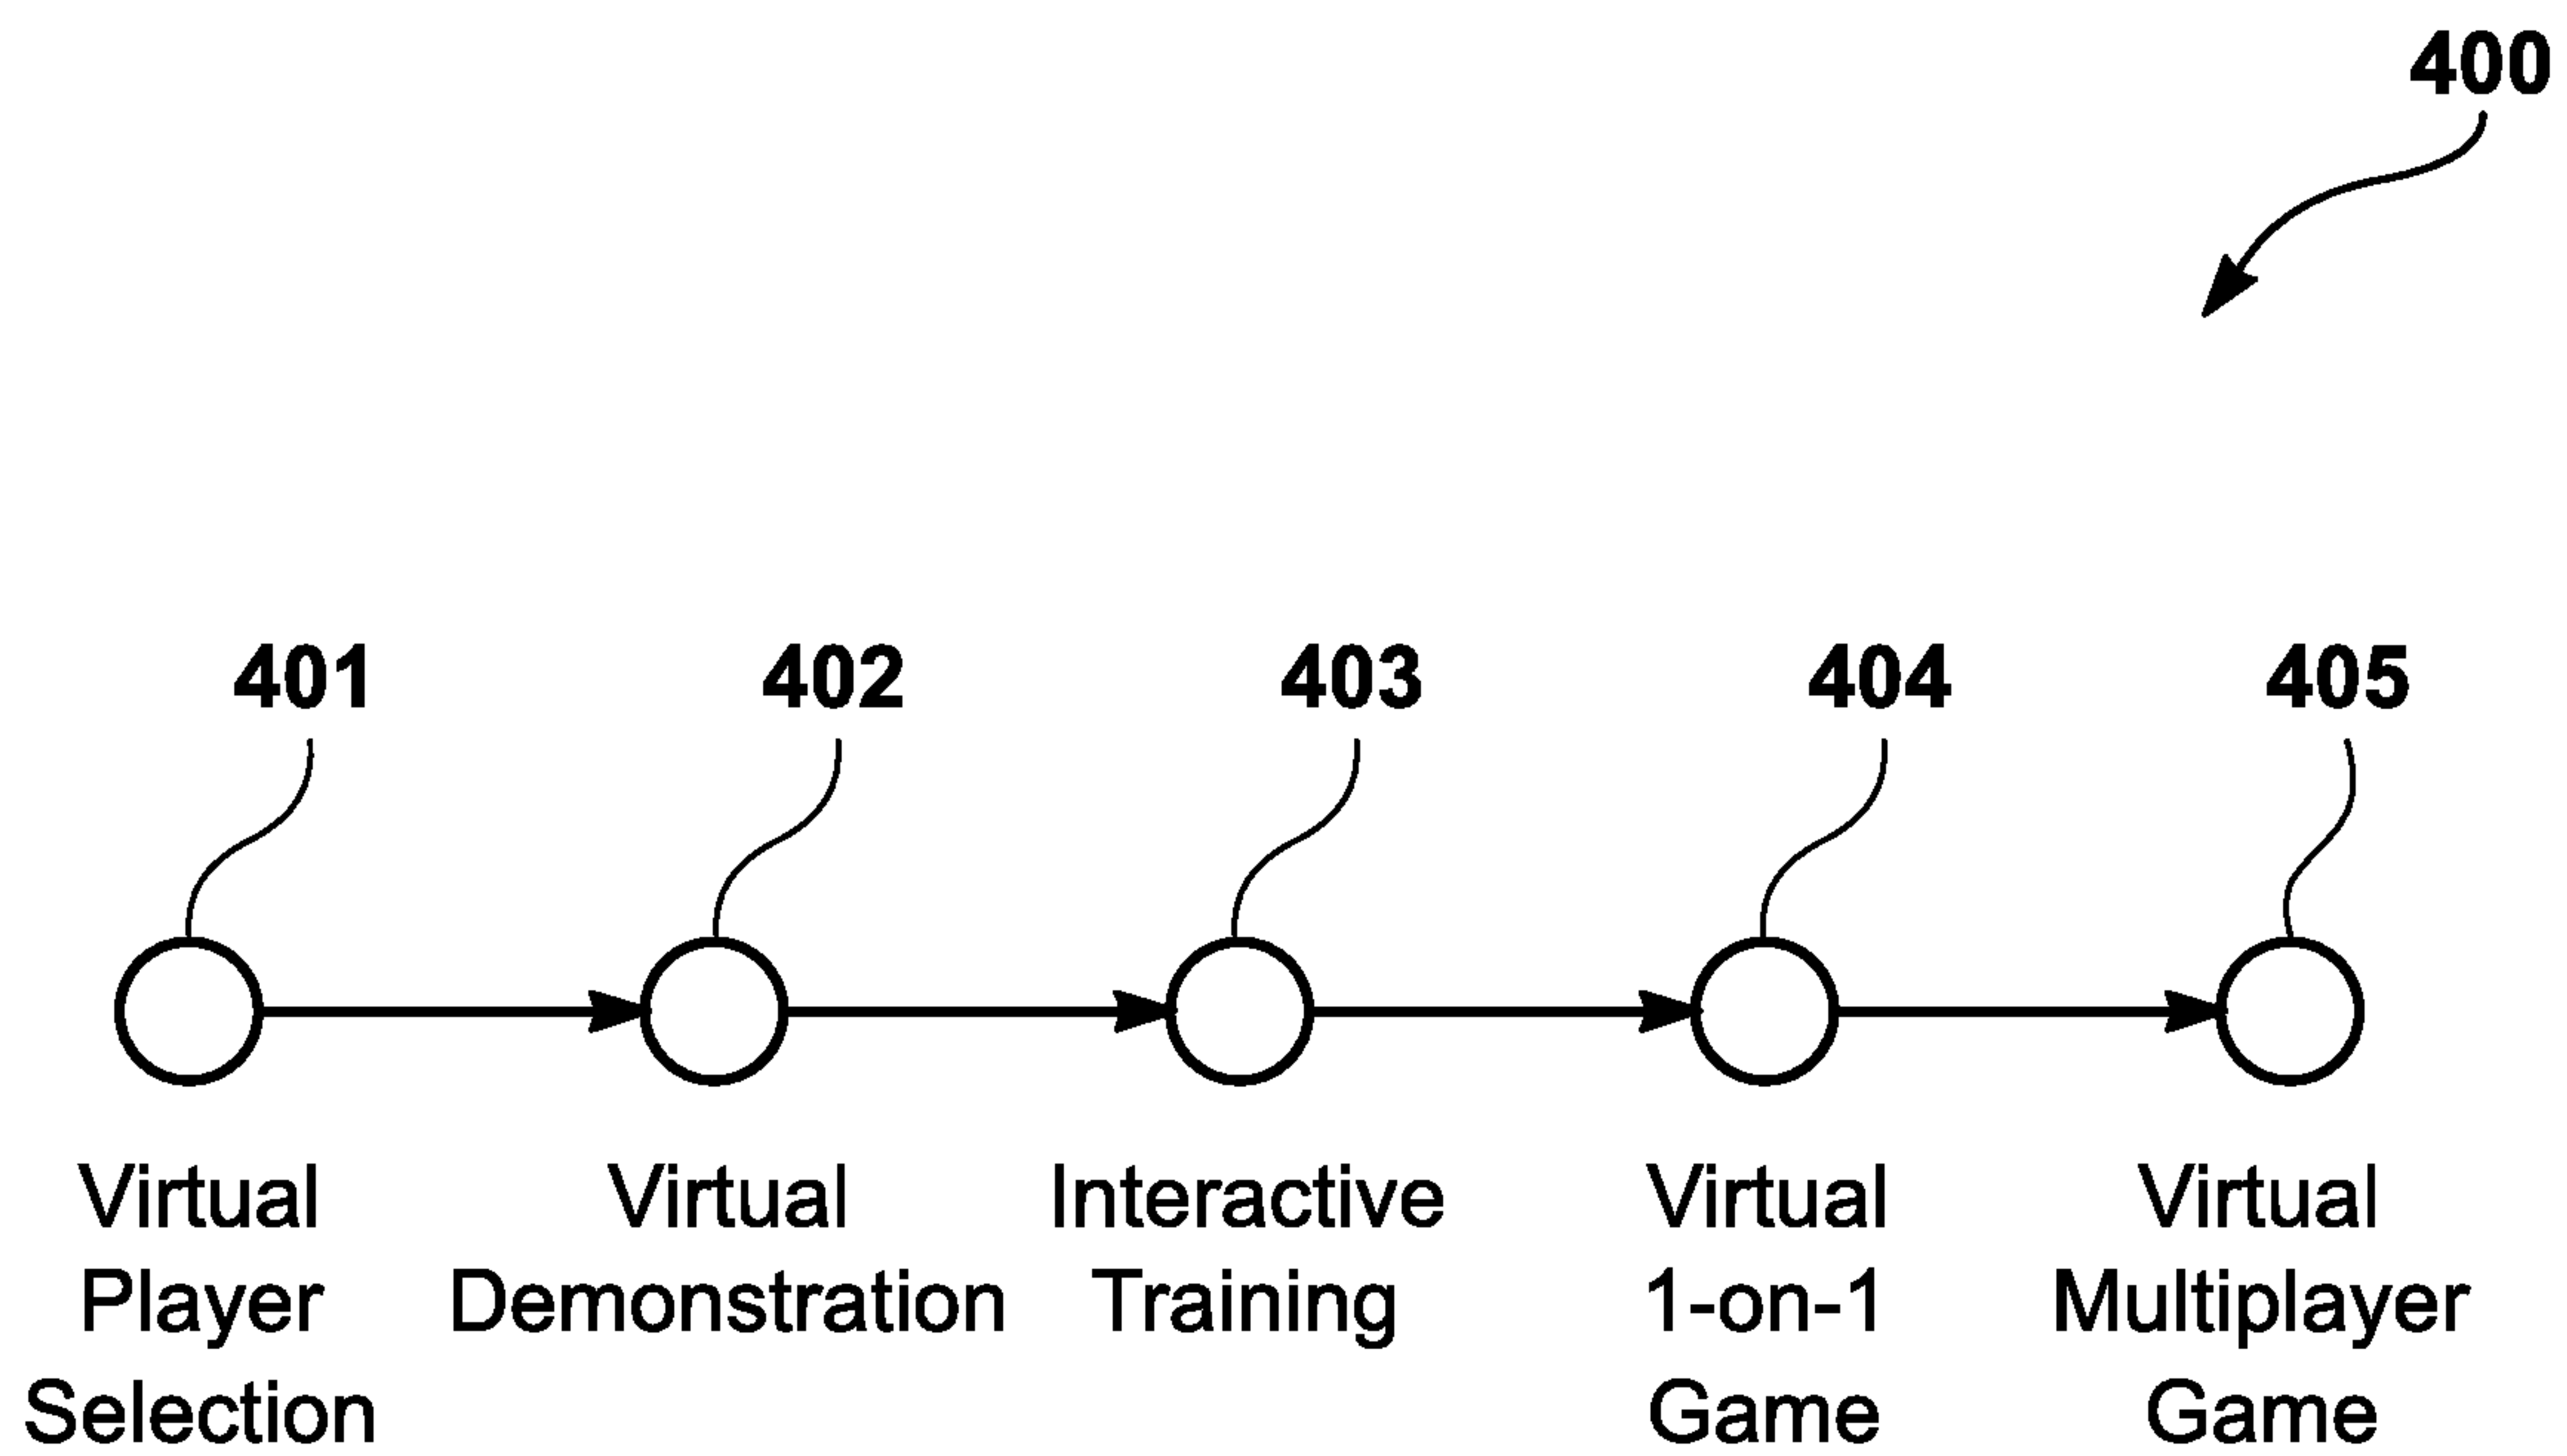 400
401
402
403
404
405
Virtual
Player
Selection
Virtual
Demonstration
Interactive
Training
Virtual
1-on-1
Game
Virtual
Multiplayer
Game